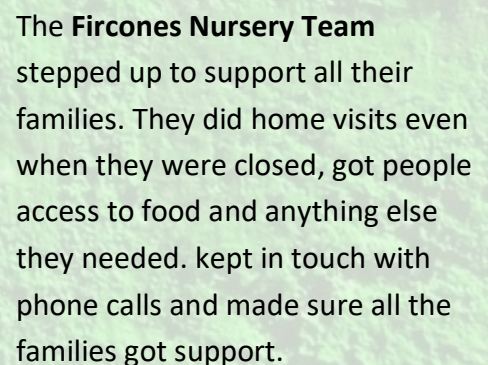 The Fircones Nursery Team
stepped up to support all their
families. They did home visits even
when they were closed, got people
access to food and anything else
they needed. kept in touch with
phone calls and made sure all the
families got support.